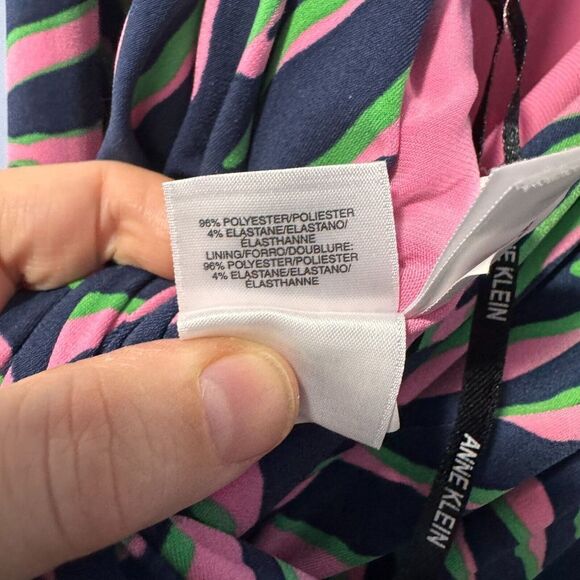 96% POLYESTER/POLIESTER
4% ELASTANE/ELASTANO/
ÉLASTHANNE
LINING/FORRO/DOUBLURE:
96% POLYESTER/POLIESTER
4% ELASTANE/ELASTANO/
ÉLASTHANNE
ANNE KLEIN
ANNE KLEIN